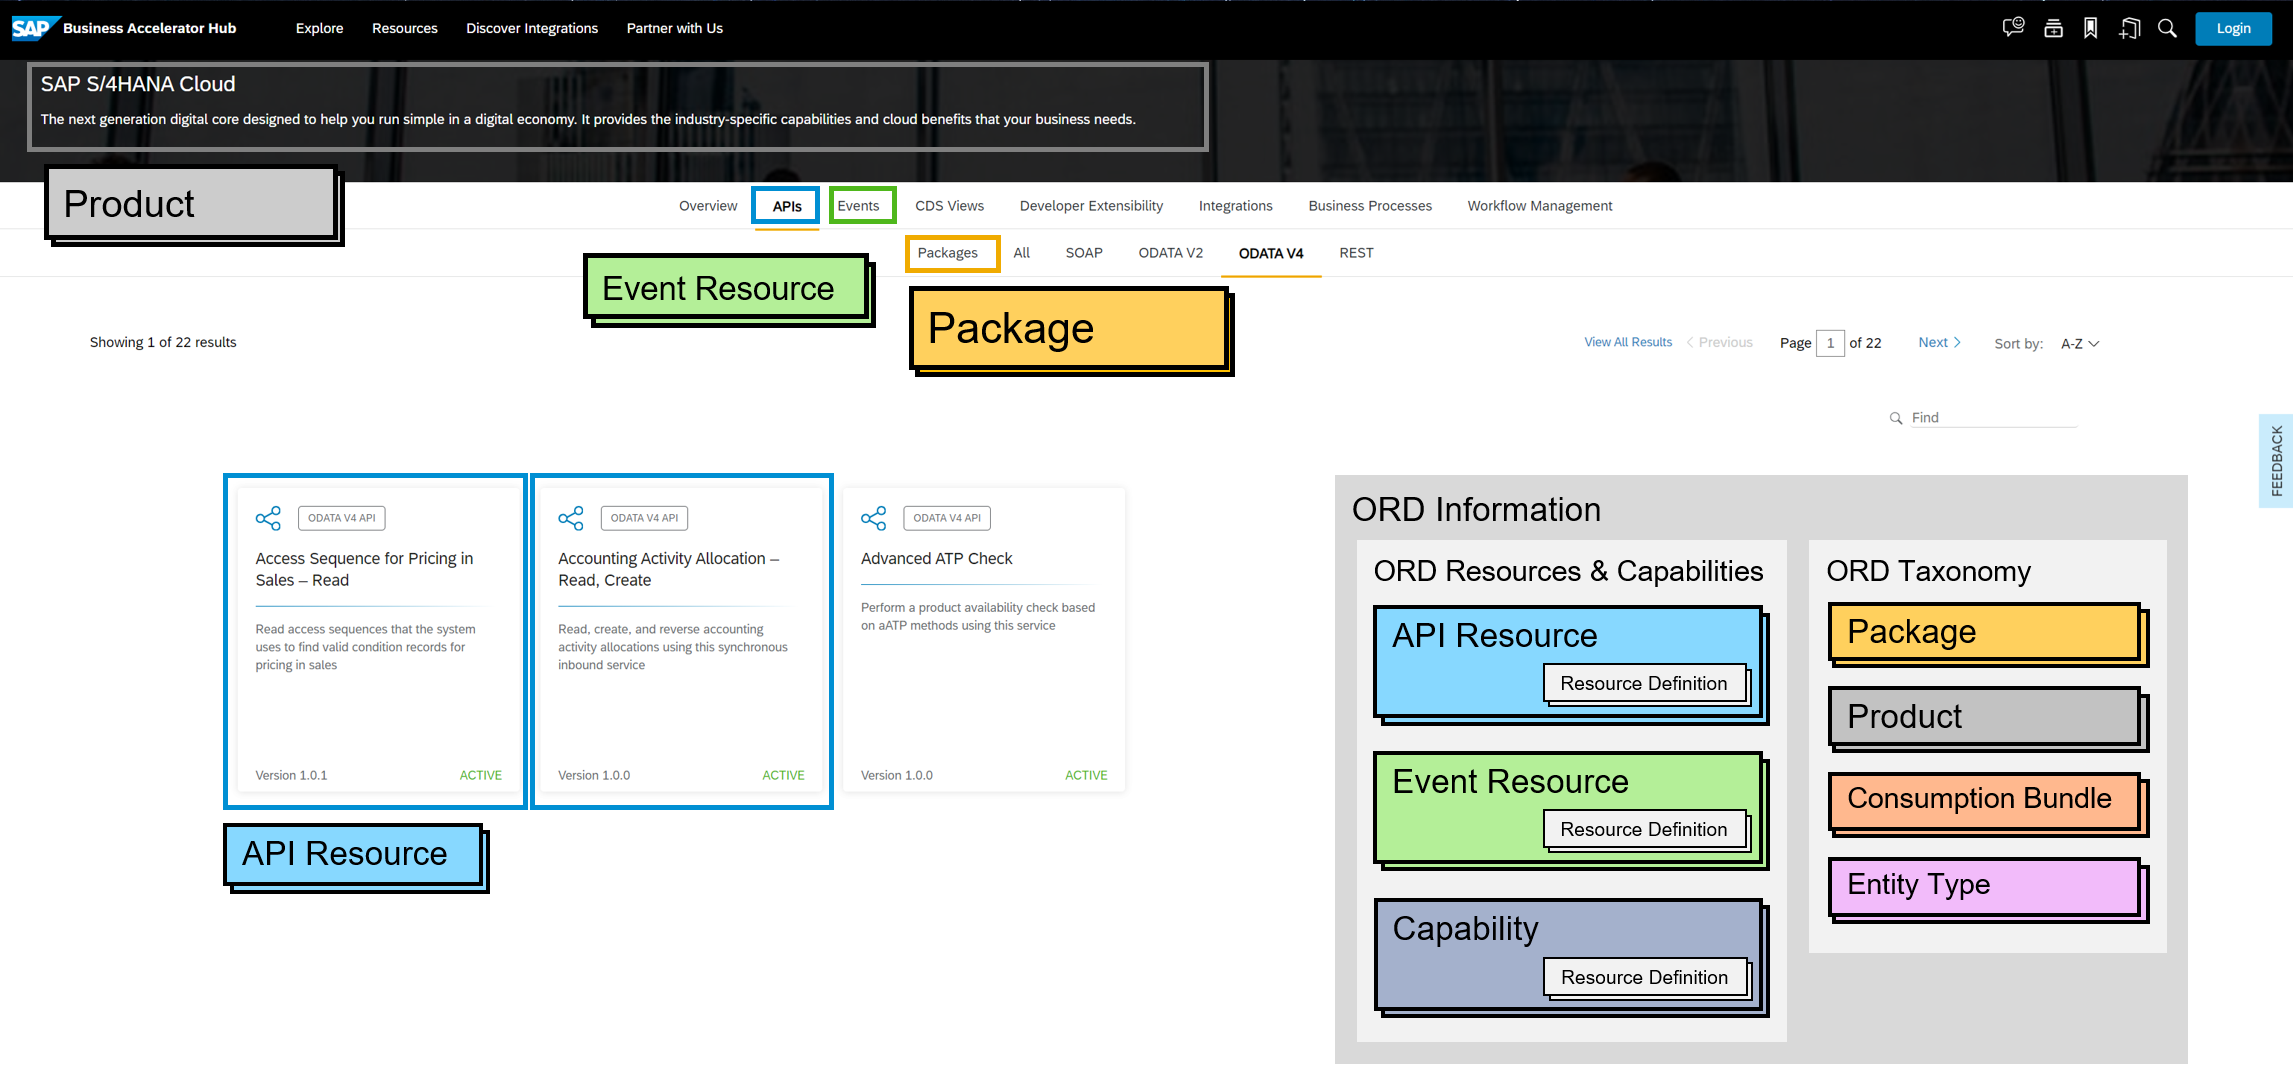 SAP Business Accelerator Hub Explore Resources Discover Integrations Partner with Us Login
SAP S/4HANA Cloud
The next generation digital core designed to help you run simple in a digital economy. It provides the industry-specific capabilities and cloud benefits that your business needs.
Product
Overview APIs Events CDS Views Developer Extensibility Integrations Business Processes Workflow Management
Packages All SOAP ODATA V2 ODATA V4 REST
Event Resource
Package
Showing 1 of 22 results
View All Results Previous Page 1 of 22 Next Sort by: A-Z
Find
FEEDBACK
ODATA V4 API
Access Sequence for Pricing in
Sales – Read
Read access sequences that the system
uses to find valid condition records for
pricing in sales
Version 1.0.1 ACTIVE
ODATA V4 API
Accounting Activity Allocation –
Read, Create
Read, create, and reverse accounting
activity allocations using this synchronous
inbound service
Version 1.0.0 ACTIVE
ODATA V4 API
Advanced ATP Check
Perform a product availability check based
on aATP methods using this service
Version 1.0.0 ACTIVE
API Resource
ORD Information
ORD Resources & Capabilities
API Resource
Resource Definition
Event Resource
Resource Definition
Capability
Resource Definition
ORD Taxonomy
Package
Product
Consumption Bundle
Entity Type